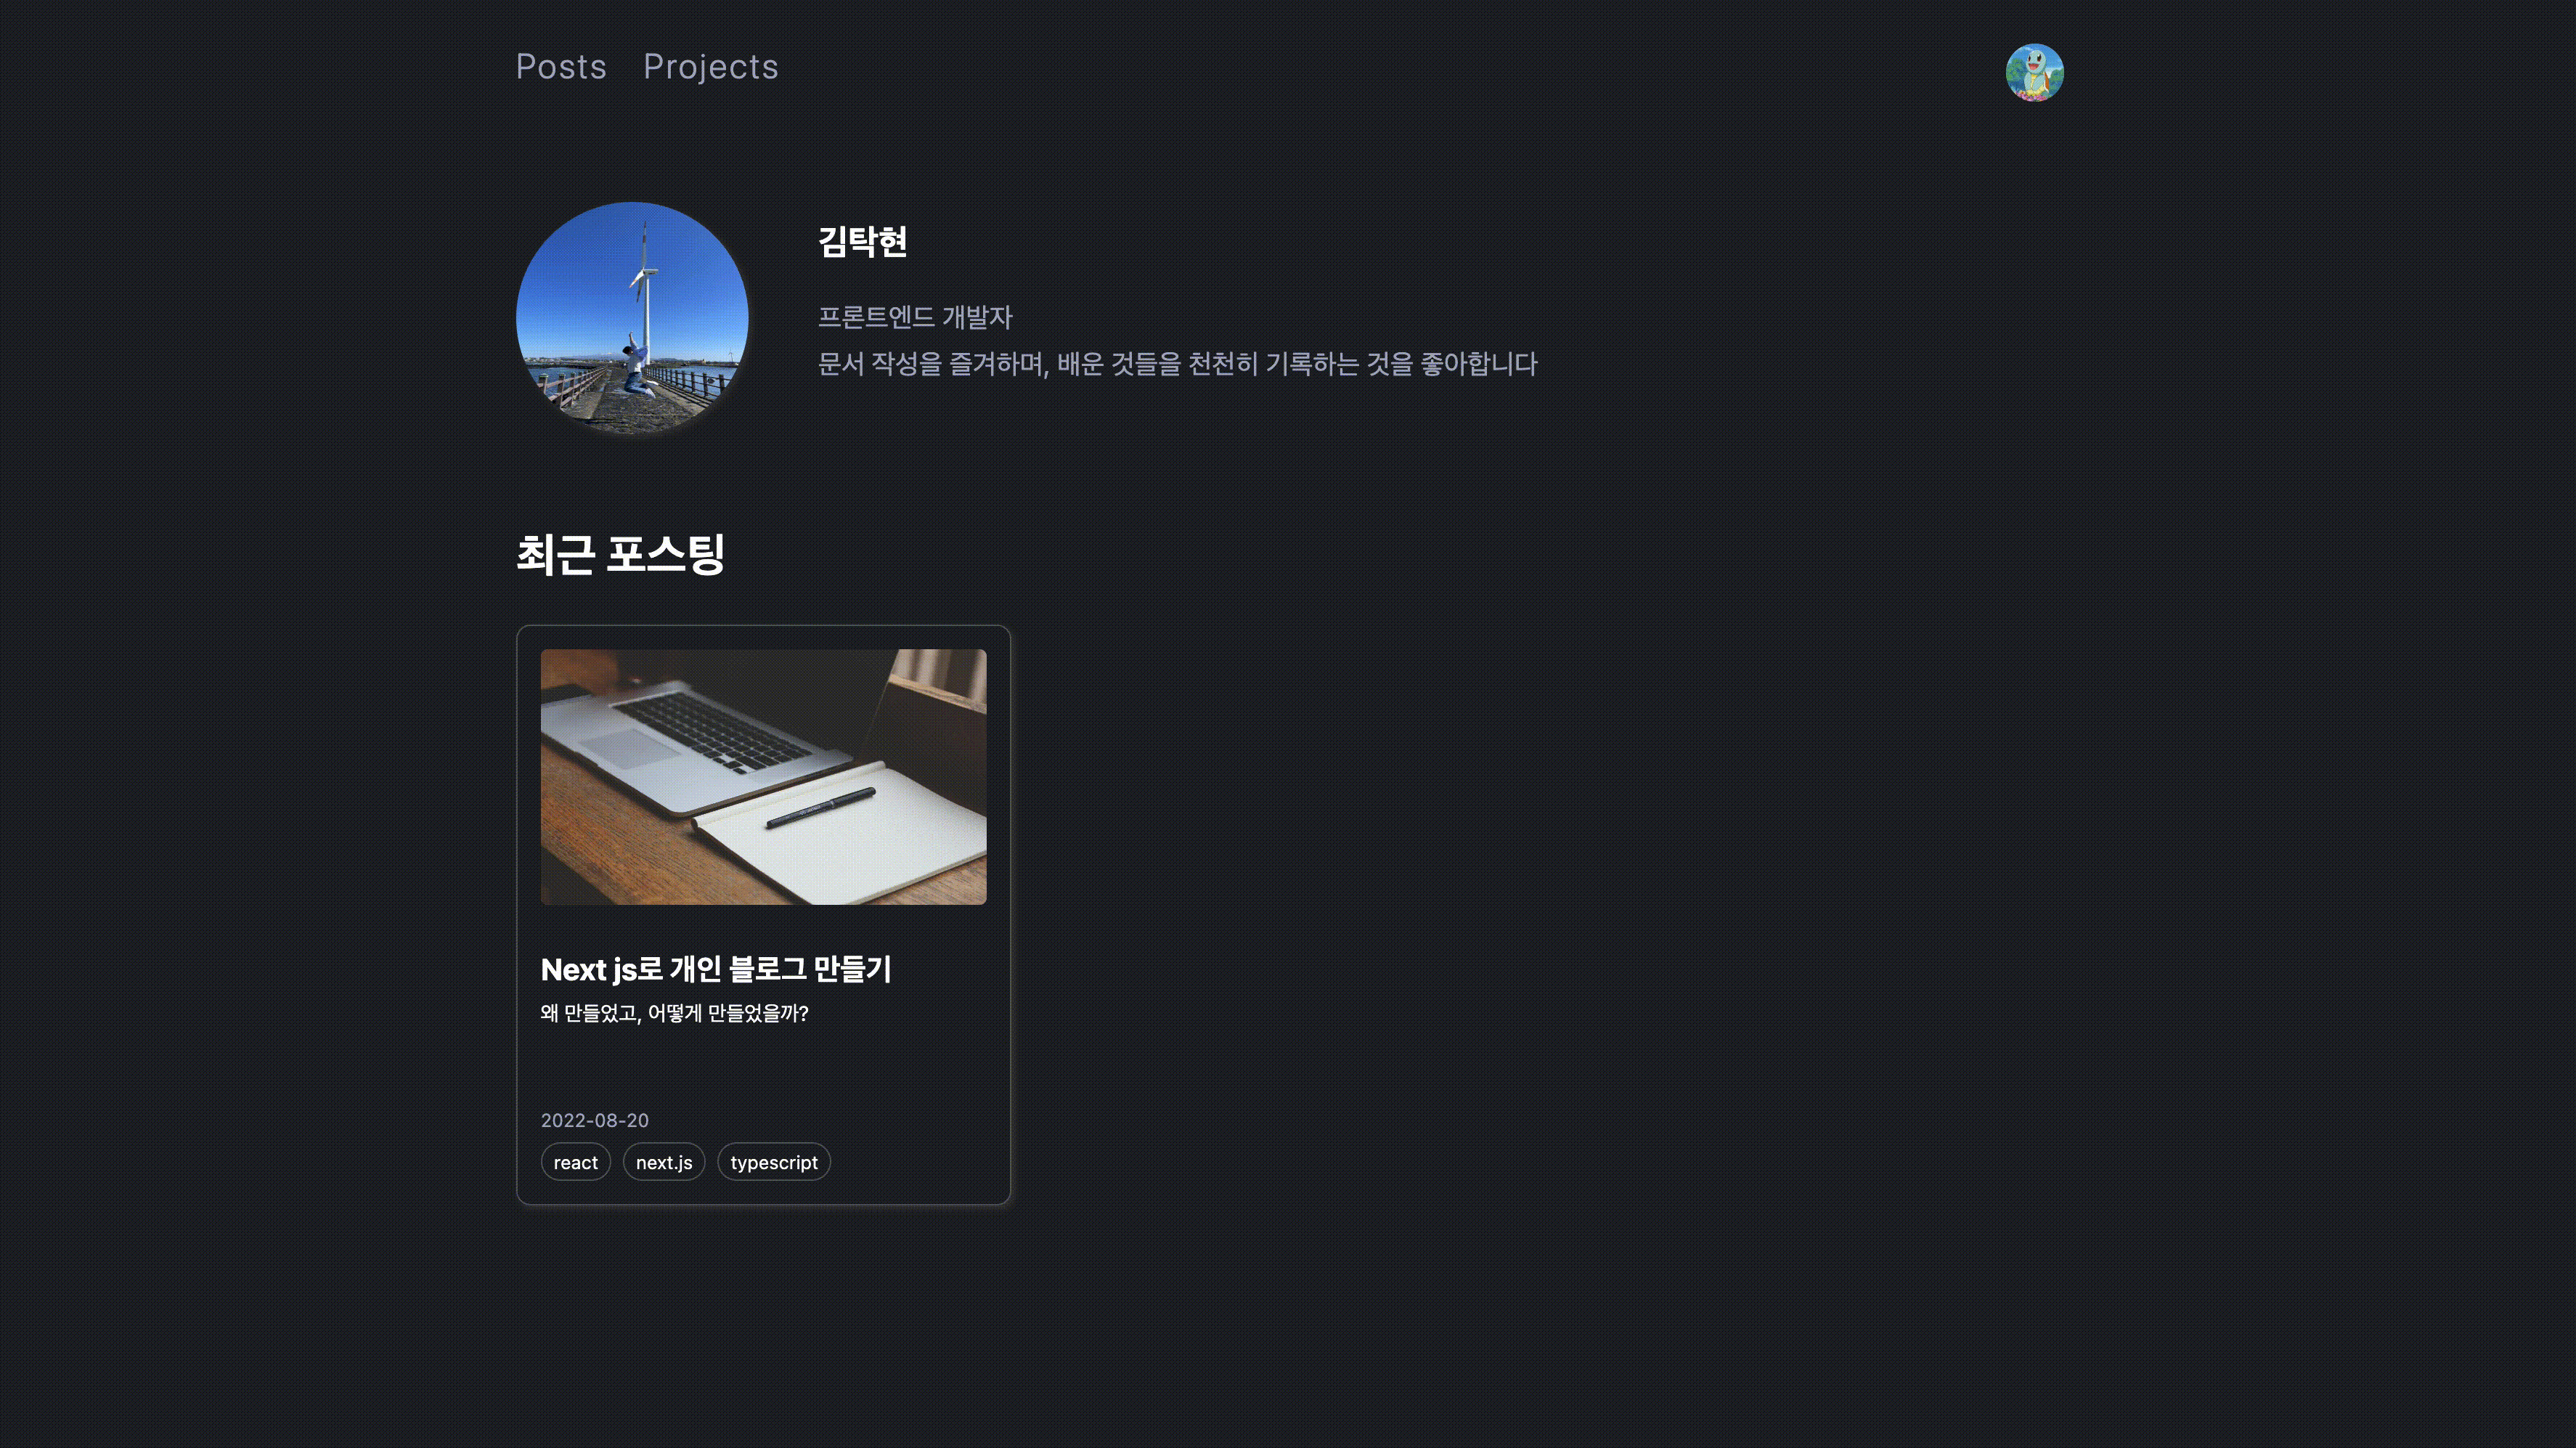 Posts Projects
김탁현
프론트엔드 개발자
문서 작성을 즐겨하며, 배운 것들을 천천히 기록하는 것을 좋아합니다
최근 포스팅
Next js로 개인 블로그 만들기
왜 만들었고, 어떻게 만들었을까?
2022-08-20
react next.js typescript